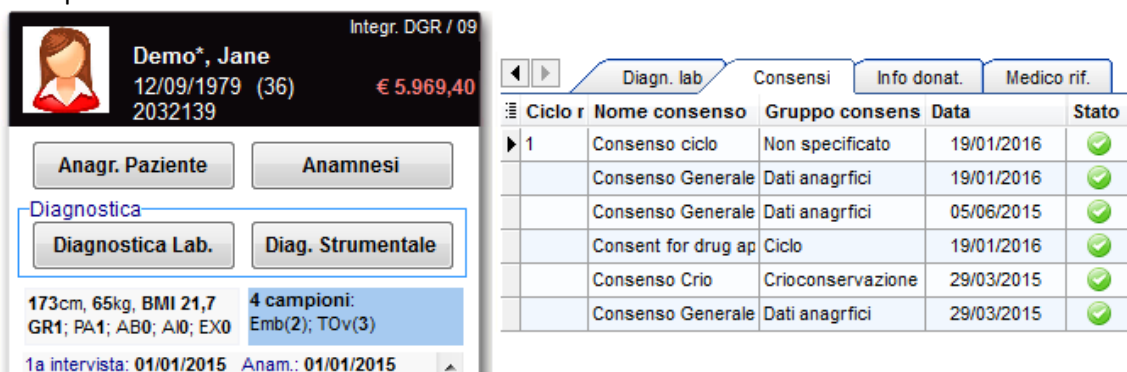 Integr. DGR / 09
Demo*, Jane
12/09/1979 (36) € 5.969,40
2032139
Anagr. Paziente Anamnesi
Diagnostica
Diagnostica Lab. Diag. Strumentale
173cm, 65kg, BMI 21,7
GR1; PA1; AB0; AI0; EX0
4 campioni:
Emb(2); TOv(3)
1a intervista: 01/01/2015 Anam.: 01/01/2015
Diagn. lab Consensi Info donat. Medico rif.
Ciclo r Nome consenso Gruppo consens Data Stato
1 Consenso ciclo Non specificato 19/01/2016
Consenso Generale Dati anagrfici 19/01/2016
Consenso Generale Dati anagrfici 05/06/2015
Consent for drug ap Ciclo 19/01/2016
Consenso Crio Crioconservazione 29/03/2015
Consenso Generale Dati anagrfici 29/03/2015